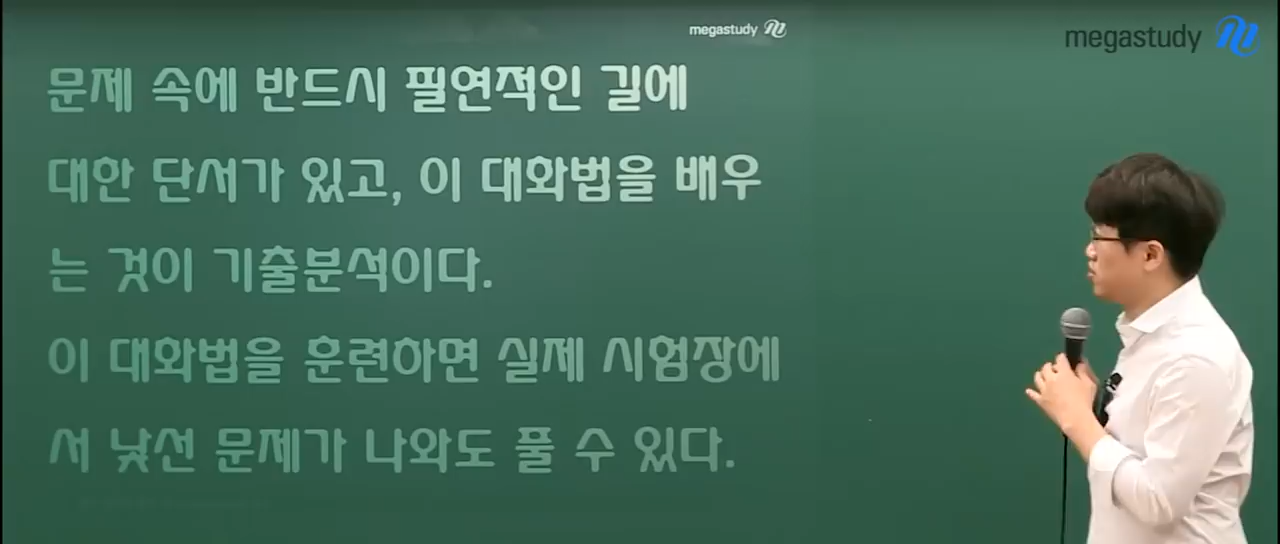 megastudy
megastudy
문제 속에 반드시 필연적인 길에
대한 단서가 있고, 이 대화법을 배우
는 것이 기출분석이다.
이 대화법을 훈련하면 실제 시험장에
서 낯선 문제가 나와도 풀 수 있다.